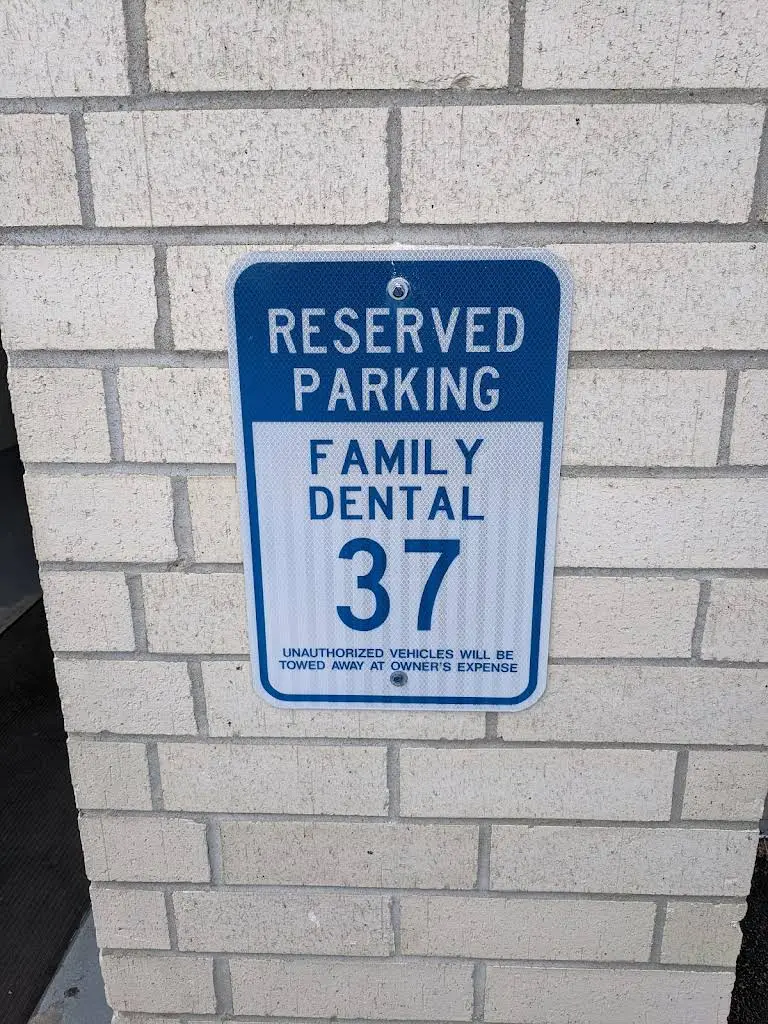 RESERVED
PARKING
FAMILY
DENTAL
37
UNAUTHORIZED VEHICLES WILL BE
TOWED AWAY AT OWNER'S EXPENSE